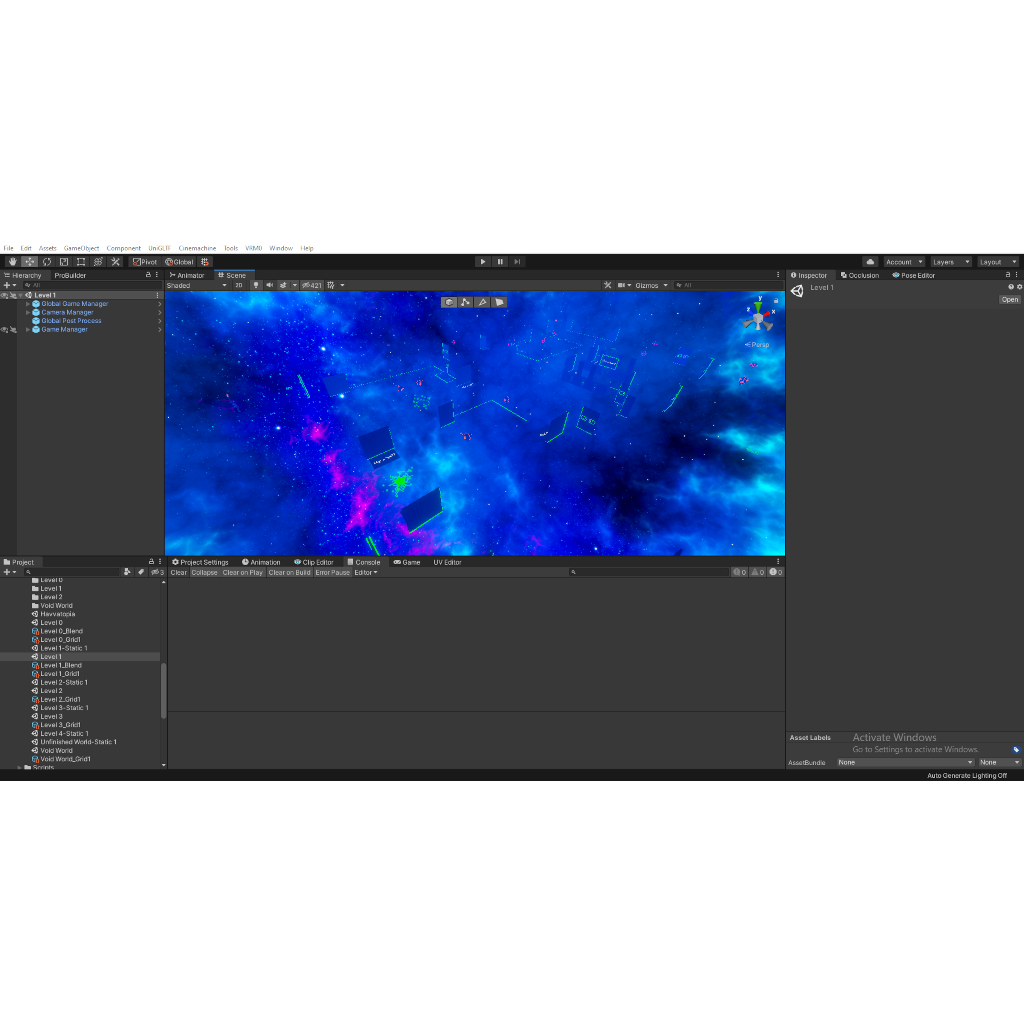 File Edit Assets GameObject Component UniGLTF Cinemachine Tools VRM0 Window Help
Pivot Global Account Layers Layout
Hierarchy ProBuilder Animator Scene Inspector Occlusion Pose Editor
All Shaded 2D 421 Gizmos All
Level 1
Level 1
Open
Global Game Manager
Camera Manager
Global Post Process
Game Manager
y
x
z
Persp
Project Project Settings Animation Clip Editor Console Game UV Editor
3 Clear Collapse Clear on Play Clear on Build Error Pause Editor 0 0 0
Level 0
Level 1
Level 2
Void World
Havvatopia
Level 0
Level 0_Blend
Level 0_Grid1
Level 1-Static 1
Level 1
Level 1_Blend
Level 1_Grid1
Level 2-Static 1
Level 2
Level 2_Grid1
Level 3-Static 1
Level 3
Level 3_Grid1
Level 4-Static 1
Unfinished World-Static 1
Void World
Void World_Grid1
Scripts
Asset Labels
Activate Windows
Go to Settings to activate Windows.
AssetBundle None None
Auto Generate Lighting Off